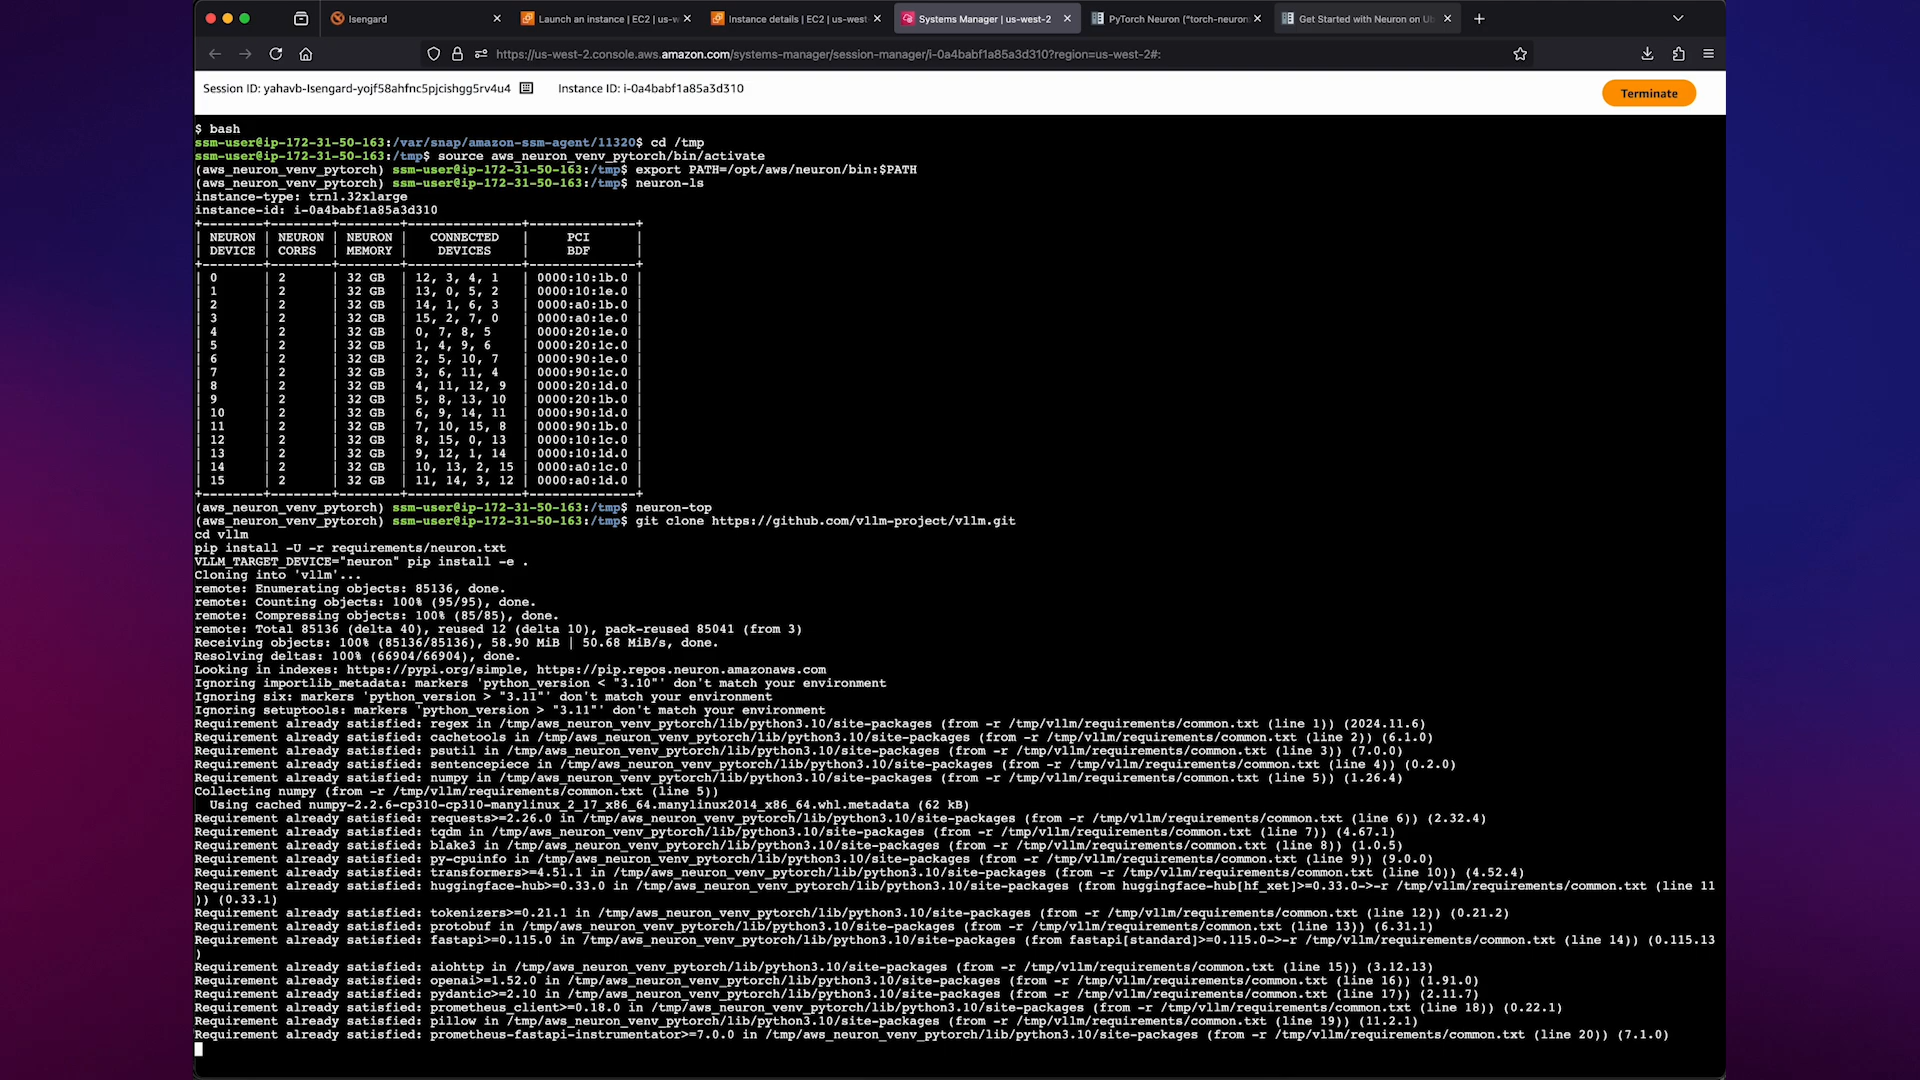 Isengard
Launch an instance | EC2 | us-w
Instance details | EC2 | us-west
Systems Manager | us-west-2
PyTorch Neuron ("torch-neuron
Get Started with Neuron on Ub
https://us-west-2.console.aws.amazon.com/systems-manager/session-manager/i-0a4babf1a85a3d310?region=us-west-2#:
Session ID: yahavb-Isengard-yojf58ahfnc5pjcishgg5rv4u4 Instance ID: i-0a4babf1a85a3d310
Terminate
$ bash
ssm-user@ip-172-31-50-163:/var/snap/amazon-ssm-agent/11320$ cd /tmp
ssm-user@ip-172-31-50-163:/tmp$ source aws_neuron_venv_pytorch/bin/activate
(aws_neuron_venv_pytorch) ssm-user@ip-172-31-50-163:/tmp$ export PATH=/opt/aws/neuron/bin:$PATH
(aws_neuron_venv_pytorch) ssm-user@ip-172-31-50-163:/tmp$ neuron-ls
instance-type: trn1.32xlarge
instance-id: i-0a4babf1a85a3d310
+--------+--------+--------+---------------+--------------+
| NEURON | NEURON | NEURON | CONNECTED | PCI |
| DEVICE | CORES | MEMORY | DEVICES | BDF |
+--------+--------+--------+---------------+--------------+
| 0 | 2 | 32 GB | 12, 3, 4, 1 | 0000:10:1b.0 |
| 1 | 2 | 32 GB | 13, 0, 5, 2 | 0000:10:1e.0 |
| 2 | 2 | 32 GB | 14, 1, 6, 3 | 0000:a0:1b.0 |
| 3 | 2 | 32 GB | 15, 2, 7, 0 | 0000:a0:1e.0 |
| 4 | 2 | 32 GB | 0, 7, 8, 5 | 0000:20:1e.0 |
| 5 | 2 | 32 GB | 1, 4, 9, 6 | 0000:20:1c.0 |
| 6 | 2 | 32 GB | 2, 5, 10, 7 | 0000:90:1e.0 |
| 7 | 2 | 32 GB | 3, 6, 11, 4 | 0000:90:1c.0 |
| 8 | 2 | 32 GB | 4, 11, 12, 9 | 0000:20:1d.0 |
| 9 | 2 | 32 GB | 5, 8, 13, 10 | 0000:20:1b.0 |
| 10 | 2 | 32 GB | 6, 9, 14, 11 | 0000:90:1d.0 |
| 11 | 2 | 32 GB | 7, 10, 15, 8 | 0000:90:1b.0 |
| 12 | 2 | 32 GB | 8, 15, 0, 13 | 0000:10:1c.0 |
| 13 | 2 | 32 GB | 9, 12, 1, 14 | 0000:10:1d.0 |
| 14 | 2 | 32 GB | 10, 13, 2, 15 | 0000:a0:1c.0 |
| 15 | 2 | 32 GB | 11, 14, 3, 12 | 0000:a0:1d.0 |
+--------+--------+--------+---------------+--------------+
(aws_neuron_venv_pytorch) ssm-user@ip-172-31-50-163:/tmp$ neuron-top
(aws_neuron_venv_pytorch) ssm-user@ip-172-31-50-163:/tmp$ git clone https://github.com/vllm-project/vllm.git
cd vllm
pip install -U -r requirements/neuron.txt
VLLM_TARGET_DEVICE="neuron" pip install -e .
Cloning into 'vllm'...
remote: Enumerating objects: 85136, done.
remote: Counting objects: 100% (95/95), done.
remote: Compressing objects: 100% (85/85), done.
remote: Total 85136 (delta 40), reused 12 (delta 10), pack-reused 85041 (from 3)
Receiving objects: 100% (85136/85136), 58.90 MiB | 50.68 MiB/s, done.
Resolving deltas: 100% (66904/66904), done.
Looking in indexes: https://pypi.org/simple, https://pip.repos.neuron.amazonaws.com
Ignoring importlib_metadata: markers 'python_version < "3.10"' don't match your environment
Ignoring six: markers 'python_version > "3.11"' don't match your environment
Ignoring setuptools: markers 'python_version > "3.11"' don't match your environment
Requirement already satisfied: regex in /tmp/aws_neuron_venv_pytorch/lib/python3.10/site-packages (from -r /tmp/vllm/requirements/common.txt (line 1)) (2024.11.6)
Requirement already satisfied: cachetools in /tmp/aws_neuron_venv_pytorch/lib/python3.10/site-packages (from -r /tmp/vllm/requirements/common.txt (line 2)) (6.1.0)
Requirement already satisfied: psutil in /tmp/aws_neuron_venv_pytorch/lib/python3.10/site-packages (from -r /tmp/vllm/requirements/common.txt (line 3)) (7.0.0)
Requirement already satisfied: sentencepiece in /tmp/aws_neuron_venv_pytorch/lib/python3.10/site-packages (from -r /tmp/vllm/requirements/common.txt (line 4)) (0.2.0)
Requirement already satisfied: numpy in /tmp/aws_neuron_venv_pytorch/lib/python3.10/site-packages (from -r /tmp/vllm/requirements/common.txt (line 5)) (1.26.4)
Collecting numpy (from -r /tmp/vllm/requirements/common.txt (line 5))
Using cached numpy-2.2.6-cp310-cp310-manylinux_2_17_x86_64.manylinux2014_x86_64.whl.metadata (62 kB)
Requirement already satisfied: requests>=2.26.0 in /tmp/aws_neuron_venv_pytorch/lib/python3.10/site-packages (from -r /tmp/vllm/requirements/common.txt (line 6)) (2.32.4)
Requirement already satisfied: tqdm in /tmp/aws_neuron_venv_pytorch/lib/python3.10/site-packages (from -r /tmp/vllm/requirements/common.txt (line 7)) (4.67.1)
Requirement already satisfied: blake3 in /tmp/aws_neuron_venv_pytorch/lib/python3.10/site-packages (from -r /tmp/vllm/requirements/common.txt (line 8)) (1.0.5)
Requirement already satisfied: py-cpuinfo in /tmp/aws_neuron_venv_pytorch/lib/python3.10/site-packages (from -r /tmp/vllm/requirements/common.txt (line 9)) (9.0.0)
Requirement already satisfied: transformers>=4.51.1 in /tmp/aws_neuron_venv_pytorch/lib/python3.10/site-packages (from -r /tmp/vllm/requirements/common.txt (line 10)) (4.52.4)
Requirement already satisfied: huggingface-hub>=0.33.0 in /tmp/aws_neuron_venv_pytorch/lib/python3.10/site-packages (from huggingface-hub[hf_xet]>=0.33.0->-r /tmp/vllm/requirements/common.txt (line 11
)) (0.33.1)
Requirement already satisfied: tokenizers>=0.21.1 in /tmp/aws_neuron_venv_pytorch/lib/python3.10/site-packages (from -r /tmp/vllm/requirements/common.txt (line 12)) (0.21.2)
Requirement already satisfied: protobuf in /tmp/aws_neuron_venv_pytorch/lib/python3.10/site-packages (from -r /tmp/vllm/requirements/common.txt (line 13)) (6.31.1)
Requirement already satisfied: fastapi>=0.115.0 in /tmp/aws_neuron_venv_pytorch/lib/python3.10/site-packages (from fastapi[standard]>=0.115.0->-r /tmp/vllm/requirements/common.txt (line 14)) (0.115.13
)
Requirement already satisfied: aiohttp in /tmp/aws_neuron_venv_pytorch/lib/python3.10/site-packages (from -r /tmp/vllm/requirements/common.txt (line 15)) (3.12.13)
Requirement already satisfied: openai>=1.52.0 in /tmp/aws_neuron_venv_pytorch/lib/python3.10/site-packages (from -r /tmp/vllm/requirements/common.txt (line 16)) (1.91.0)
Requirement already satisfied: pydantic>=2.10 in /tmp/aws_neuron_venv_pytorch/lib/python3.10/site-packages (from -r /tmp/vllm/requirements/common.txt (line 17)) (2.11.7)
Requirement already satisfied: prometheus_client>=0.18.0 in /tmp/aws_neuron_venv_pytorch/lib/python3.10/site-packages (from -r /tmp/vllm/requirements/common.txt (line 18)) (0.22.1)
Requirement already satisfied: pillow in /tmp/aws_neuron_venv_pytorch/lib/python3.10/site-packages (from -r /tmp/vllm/requirements/common.txt (line 19)) (11.2.1)
Requirement already satisfied: prometheus-fastapi-instrumentator>=7.0.0 in /tmp/aws_neuron_venv_pytorch/lib/python3.10/site-packages (from -r /tmp/vllm/requirements/common.txt (line 20)) (7.1.0)